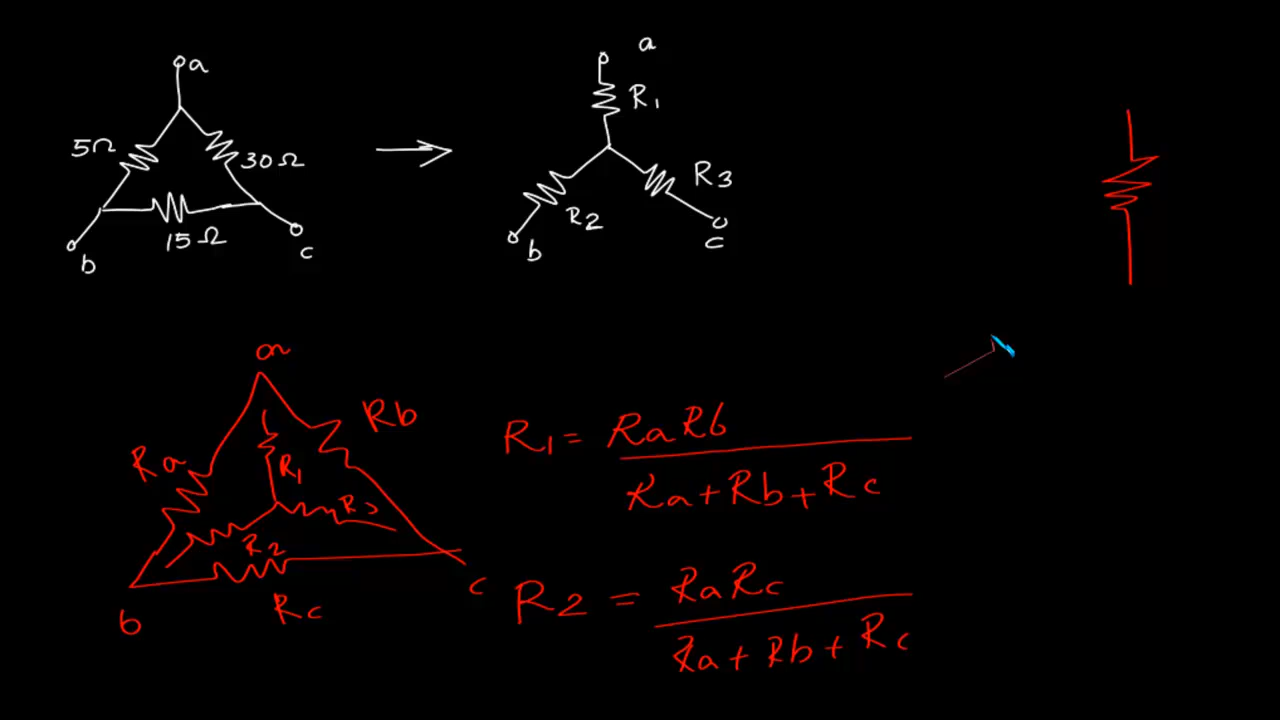 a
5Ω
30Ω
15Ω
b
c
a
R1
R2
R3
b
c
a
Ra
Rb
R1
R2
R3
Rc
b
c
R1 = RaRb
Ra + Rb + Rc
R2 = RaRc
Ra + Rb + Rc